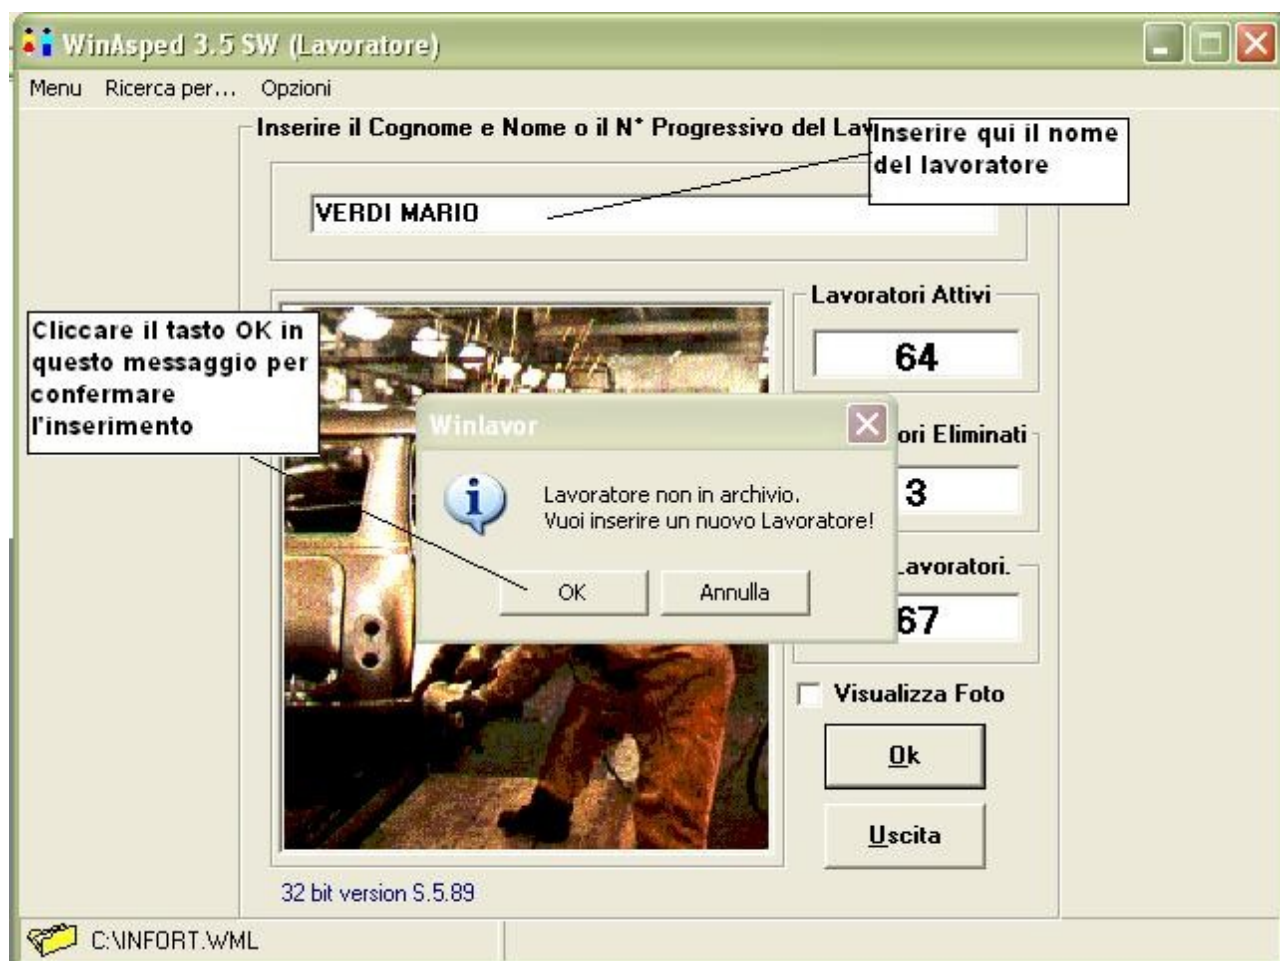 WinAsped 3.5 SW (Lavoratore)
Menu Ricerca per... Opzioni
Inserire il Cognome e Nome o il N° Progressivo del
Inserire qui il nome
del lavoratore
VERDI MARIO
Lavoratori Attivi
64
Cliccare il tasto OK in
questo messaggio per
confermare
l'inserimento
Winlavor
Lavoratore non in archivio.
Vuoi inserire un nuovo Lavoratore!
OK Annulla
Eliminati
3
Lavoratori.
67
Visualizza Foto
Ok
Uscita
32 bit version S.5.89
C:\INFORT.WML